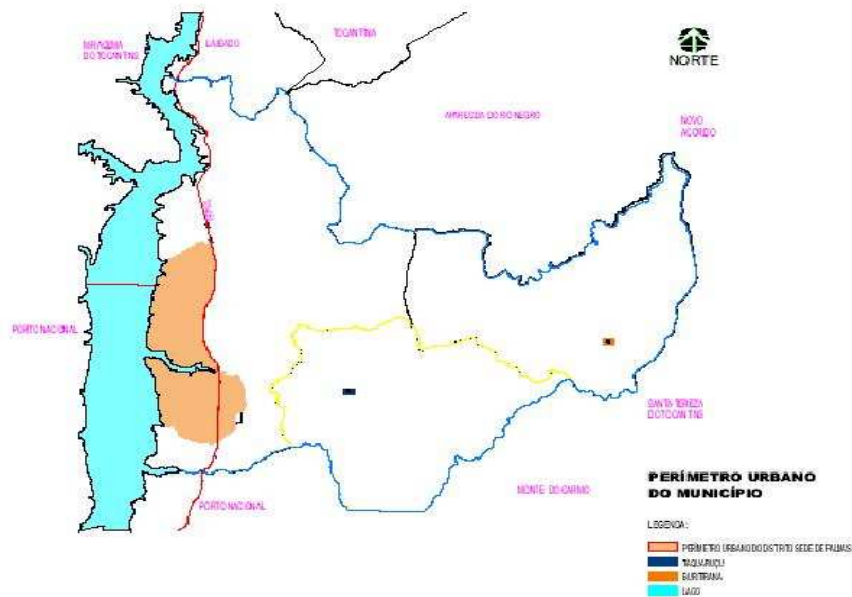 TOCANTINA
LAJEADO
MIRACEMA
DO TOCANTINS
NORTE
APARECIDA DO RIO NEGRO
NOVO
ACORDO
PORTO NACIONAL
SANTA TEREZA
DO TOCANTINS
MONTE DO CARMO
PORTO NACIONAL
PERÍMETRO URBANO
DO MUNICÍPIO
LEGENDA:
PERÍMETRO URBANO DO DISTRITO SEDE DE PALMAS
TAQUARUÇU
BURITIRANA
LAGO